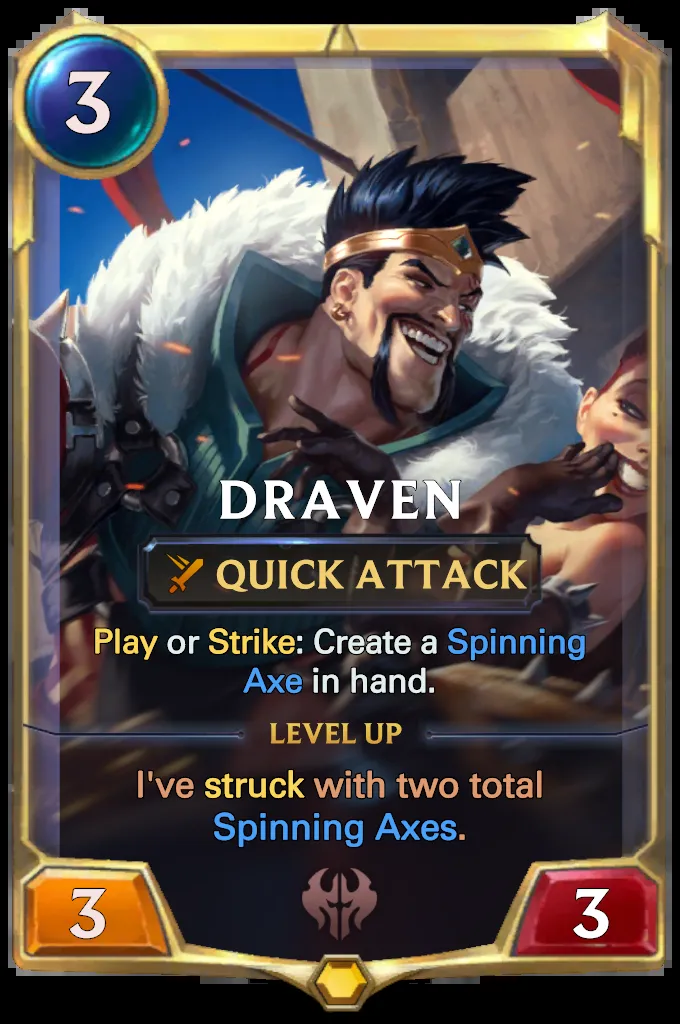 3
DRAVEN
QUICK ATTACK
Play or Strike: Create a Spinning
Axe in hand.
LEVEL UP
I've struck with two total
Spinning Axes.
3
3